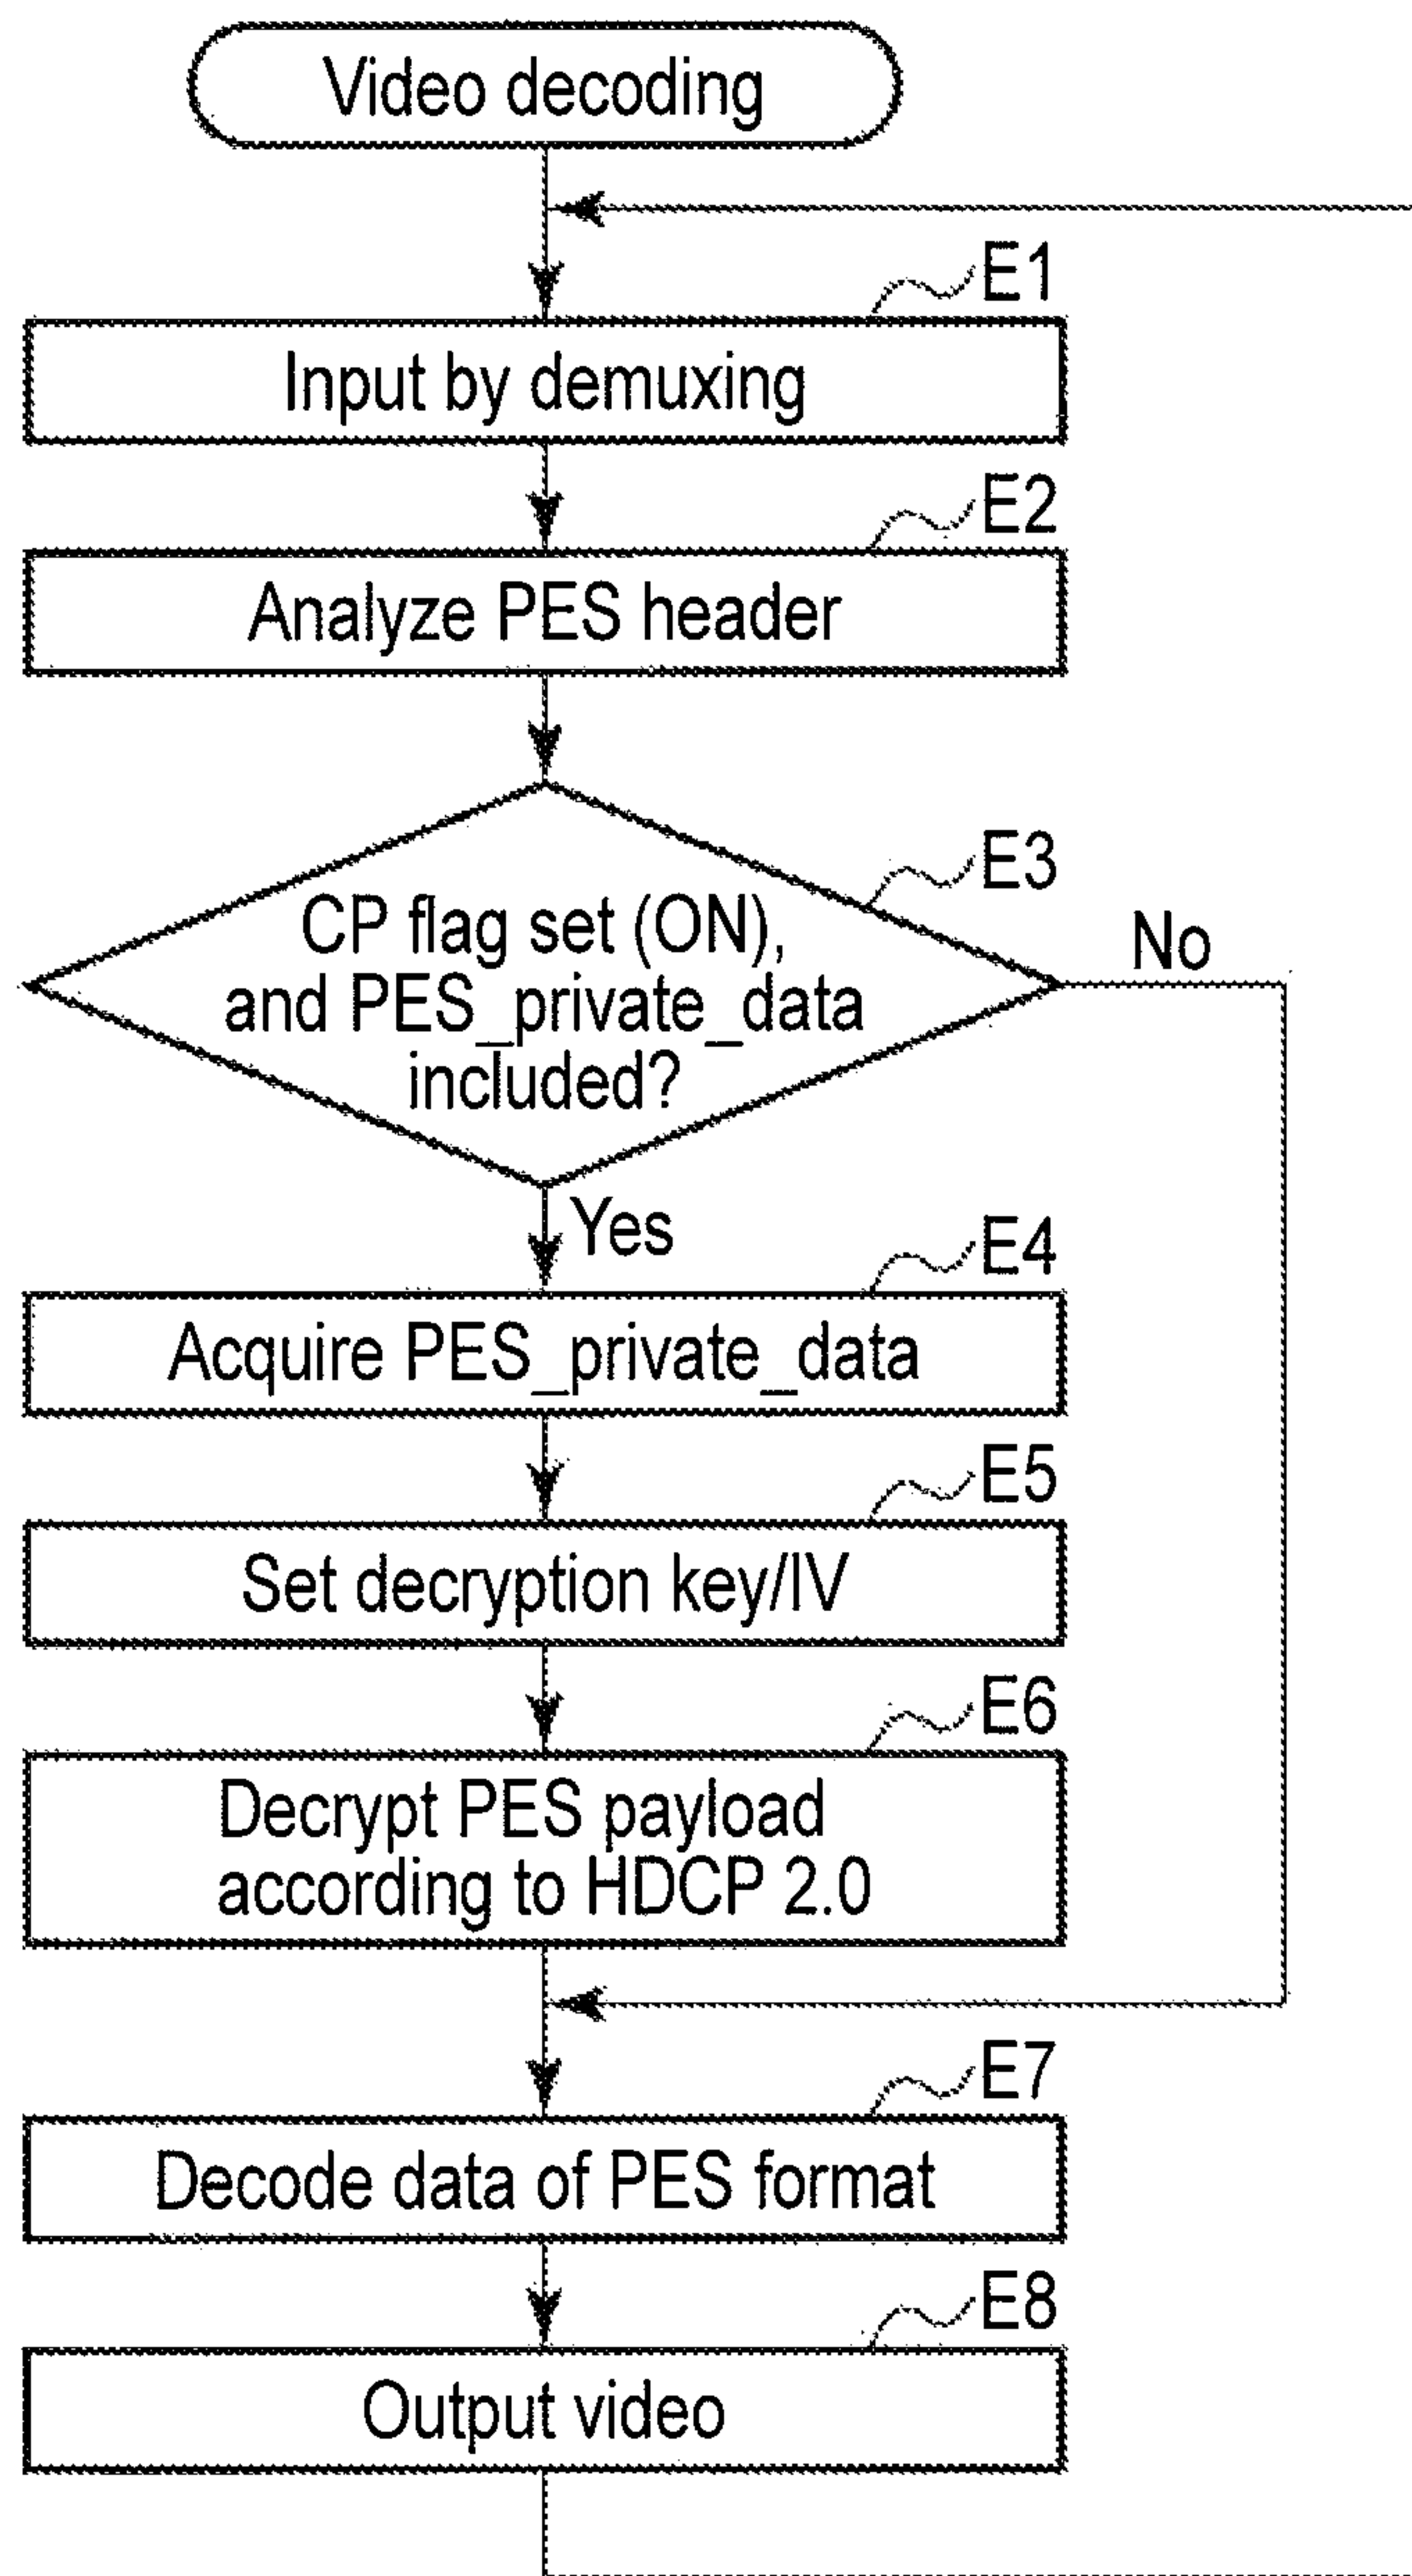 Video decoding
E1
Input by demuxing
E2
Analyze PES header
E3
CP flag set (ON),
and PES_private_data
included?
No
Yes
E4
Acquire PES_private_data
E5
Set decryption key/IV
E6
Decrypt PES payload
according to HDCP 2.0
E7
Decode data of PES format
E8
Output video